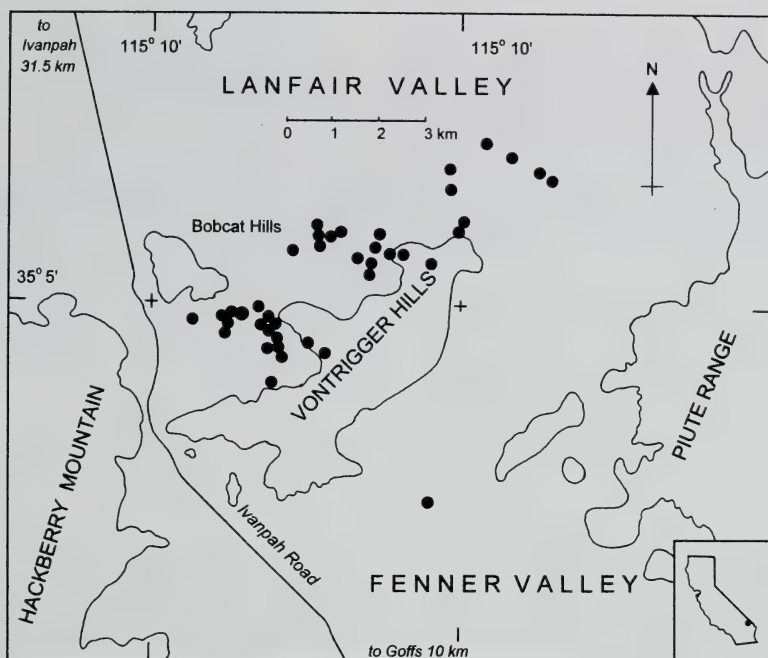 to
Ivanpah
31.5 km
115° 10'
115° 10'
LANFAIR VALLEY
N
0 1 2 3 km
Bobcat Hills
35° 5'
VONTRIGGER HILLS
PIUTE RANGE
HACKBERRY MOUNTAIN
Ivanpah Road
FENNER VALLEY
to Goffs 10 km